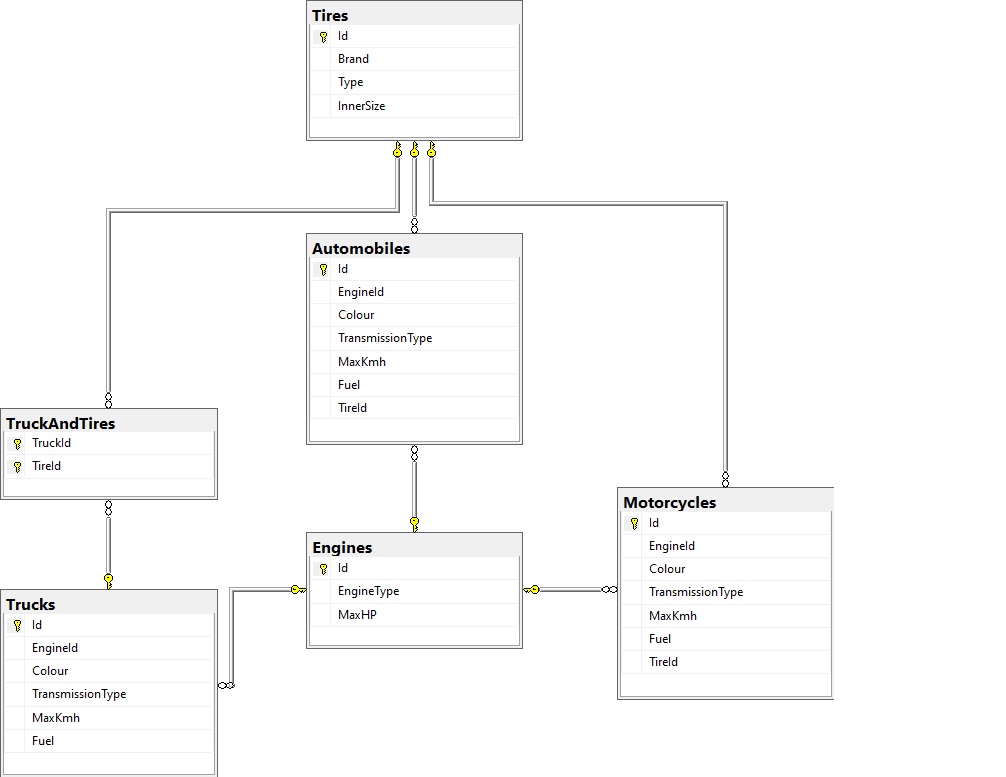 Tires
Id
Brand
Type
InnerSize
Automobiles
Id
EngineId
Colour
TransmissionType
MaxKmh
Fuel
TireId
TruckAndTires
TruckId
TireId
Engines
Id
EngineType
MaxHP
Motorcycles
Id
EngineId
Colour
TransmissionType
MaxKmh
Fuel
TireId
Trucks
Id
EngineId
Colour
TransmissionType
MaxKmh
Fuel